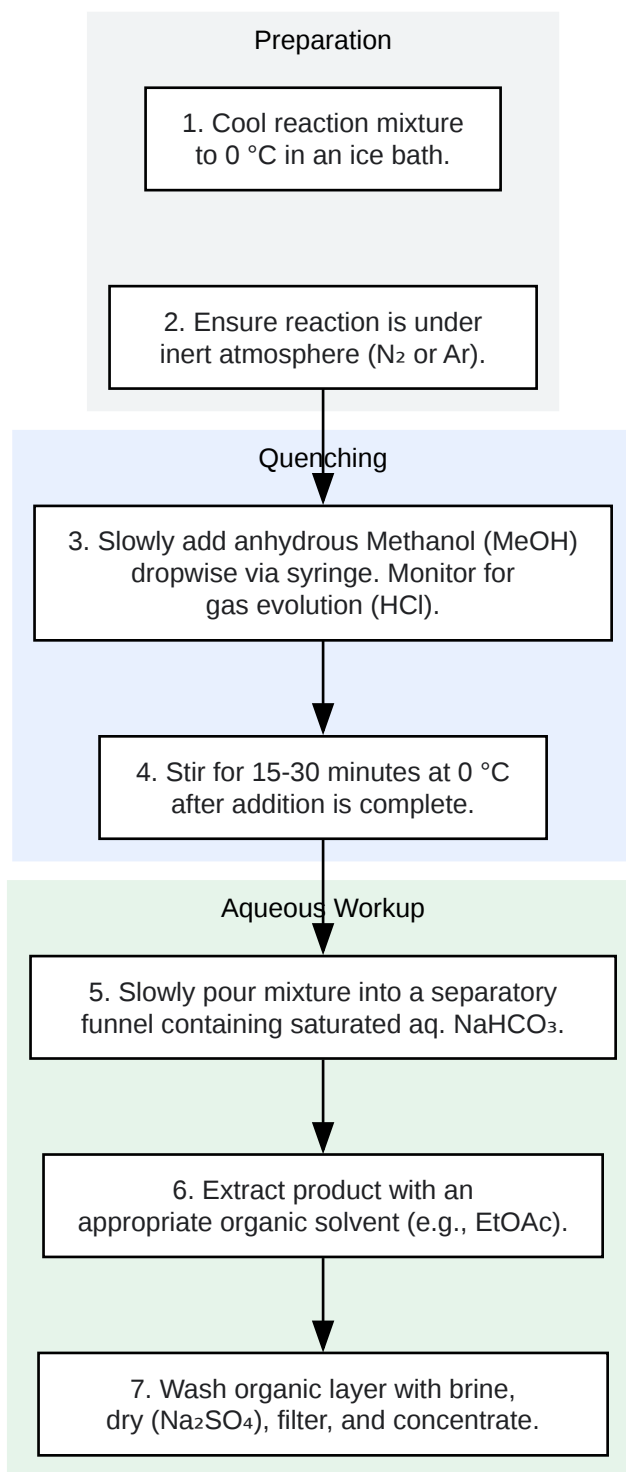 Preparation
1. Cool reaction mixture
to 0 °C in an ice bath.
2. Ensure reaction is under
inert atmosphere (N₂ or Ar).
Quenching
3. Slowly add anhydrous Methanol (MeOH)
dropwise via syringe. Monitor for
gas evolution (HCl).
4. Stir for 15-30 minutes at 0 °C
after addition is complete.
Aqueous Workup
5. Slowly pour mixture into a separatory
funnel containing saturated aq. NaHCO₃.
6. Extract product with an
appropriate organic solvent (e.g., EtOAc).
7. Wash organic layer with brine,
dry (Na₂SO₄), filter, and concentrate.